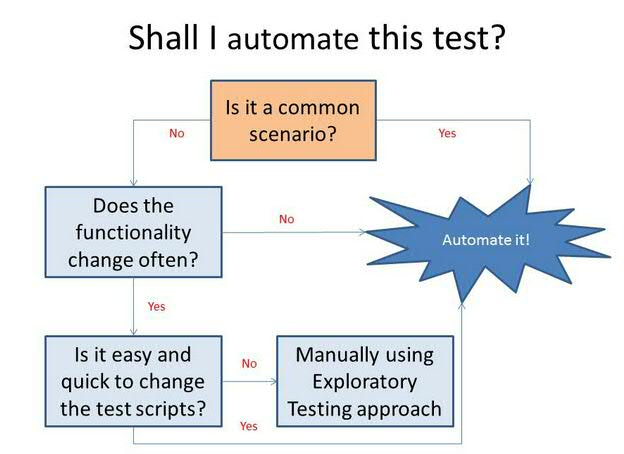 Shall I automate this test?
Is it a common
scenario?
No
Yes
Does the
functionality
change often?
No
Automate it!
Yes
Is it easy and
quick to change
the test scripts?
No
Manually using
Exploratory
Testing approach
Yes